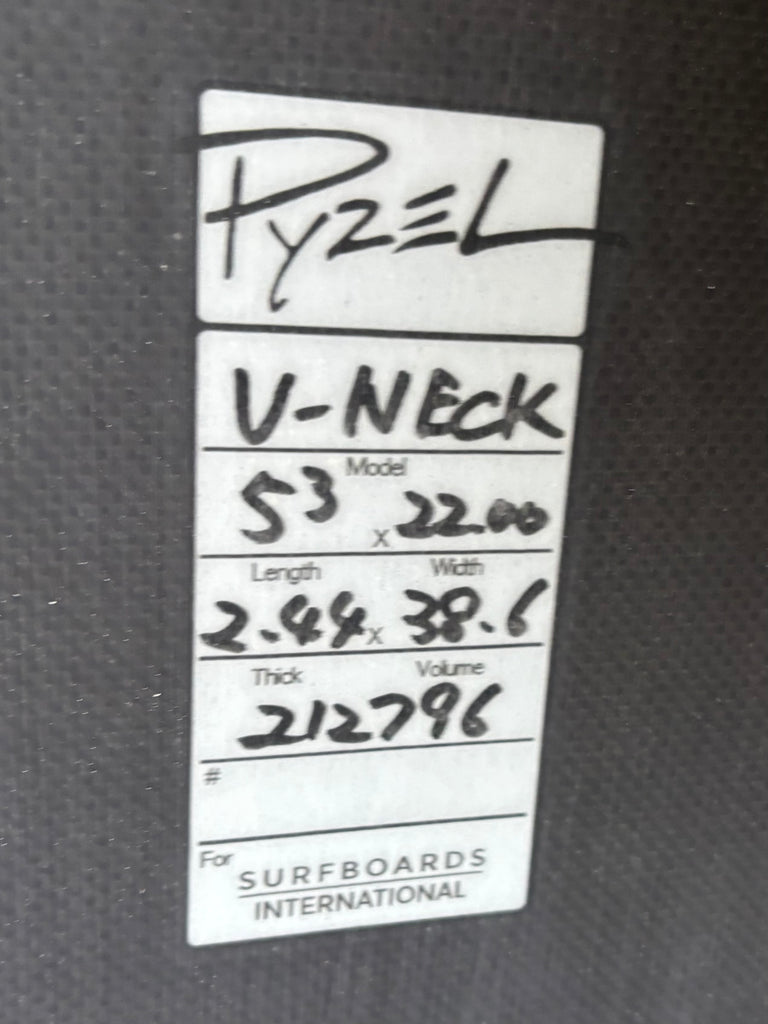 PYZEL
V-NECK
Model
53 x 22.00
Length Width
2.44 x 38.6
Thick Volume
212796
#
For
SURFBOARDS
INTERNATIONAL